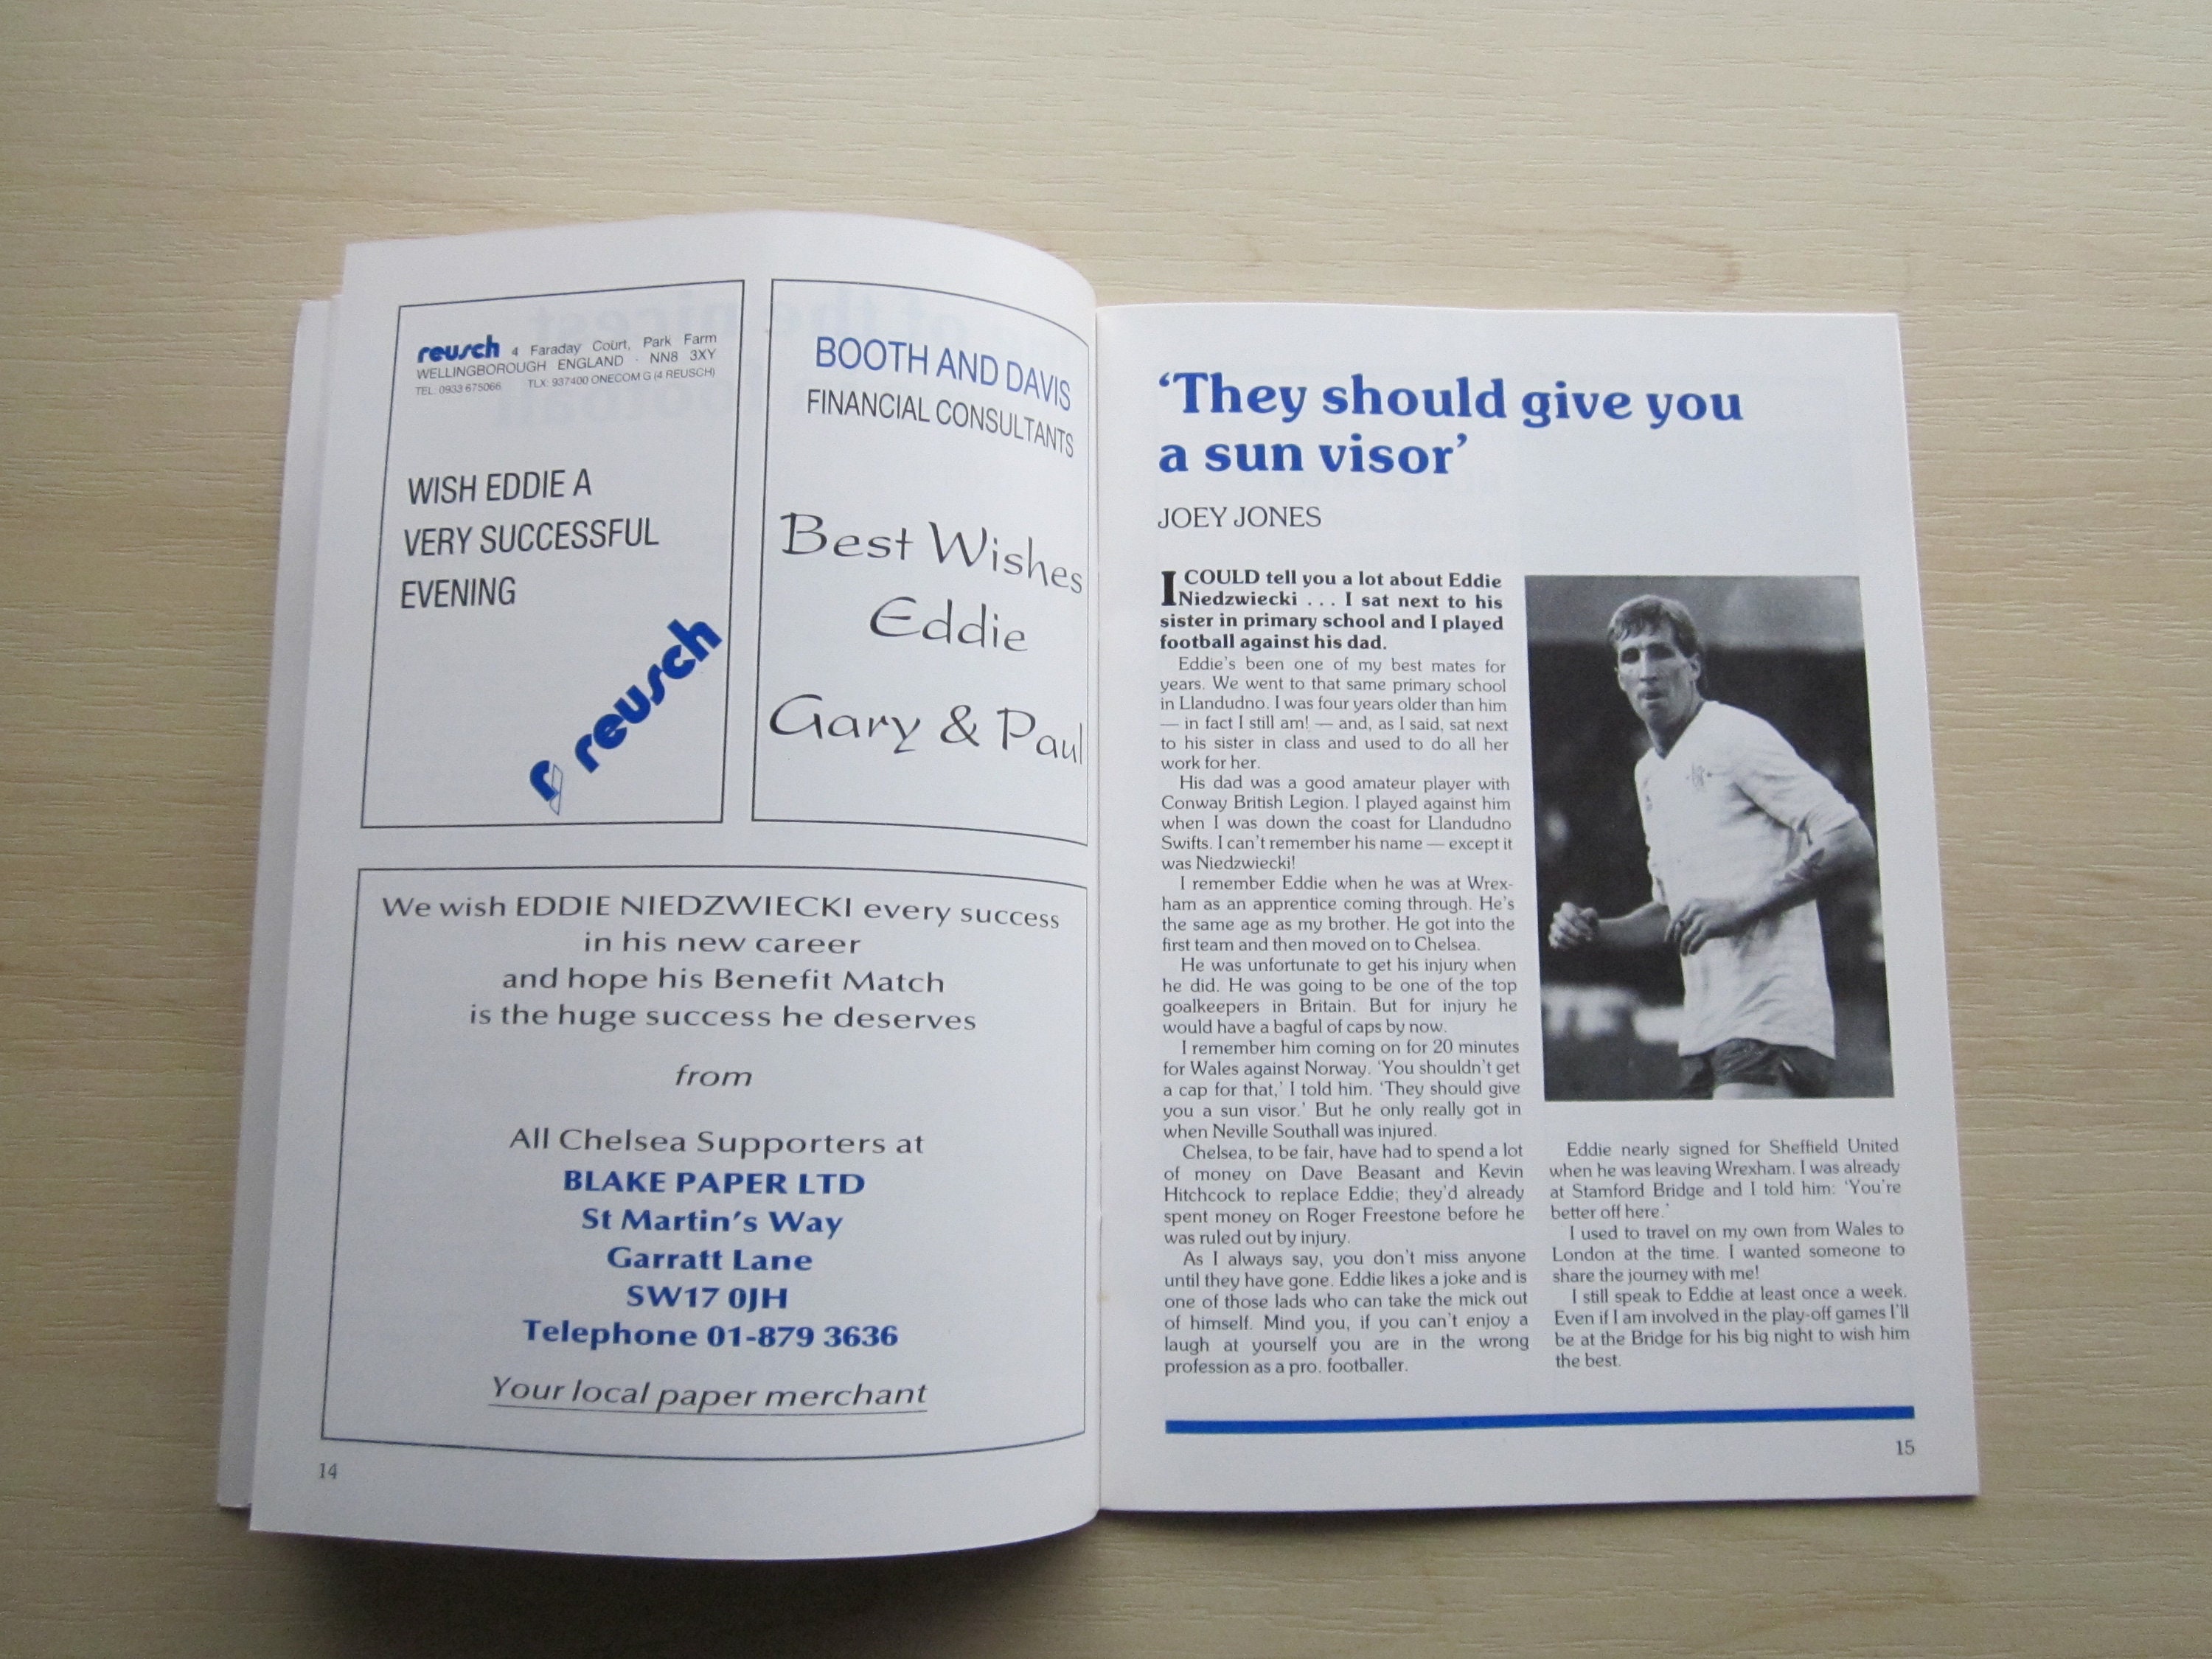 reusch 4 Faraday Court, Park Farm
WELLINGBOROUGH ENGLAND · NN8 3XY
TEL: 0933 675066 TLX: 937400 ONECOM G (4 REUSCH)
WISH EDDIE A
VERY SUCCESSFUL
EVENING
reusch
BOOTH AND DAVIS
FINANCIAL CONSULTANTS
Best Wishes
Eddie
Gary & Paul
We wish EDDIE NIEDZWIECKI every success
in his new career
and hope his Benefit Match
is the huge success he deserves
from
All Chelsea Supporters at
BLAKE PAPER LTD
St Martin's Way
Garratt Lane
SW17 0JH
Telephone 01-879 3636
Your local paper merchant
14
‘They should give you
a sun visor’
JOEY JONES
I COULD tell you a lot about Eddie
Niedzwiecki . . . I sat next to his
sister in primary school and I played
football against his dad.
Eddie's been one of my best mates for
years. We went to that same primary school
in Llandudno. I was four years older than him
— in fact I still am! — and, as I said, sat next
to his sister in class and used to do all her
work for her.
His dad was a good amateur player with
Conway British Legion. I played against him
when I was down the coast for Llandudno
Swifts. I can't remember his name — except it
was Niedzwiecki!
I remember Eddie when he was at Wrex-
ham as an apprentice coming through. He's
the same age as my brother. He got into the
first team and then moved on to Chelsea.
He was unfortunate to get his injury when
he did. He was going to be one of the top
goalkeepers in Britain. But for injury he
would have a bagful of caps by now.
I remember him coming on for 20 minutes
for Wales against Norway. ‘You shouldn't get
a cap for that,’ I told him. ‘They should give
you a sun visor.’ But he only really got in
when Neville Southall was injured.
Chelsea, to be fair, have had to spend a lot
of money on Dave Beasant and Kevin
Hitchcock to replace Eddie; they'd already
spent money on Roger Freestone before he
was ruled out by injury.
As I always say, you don't miss anyone
until they have gone. Eddie likes a joke and is
one of those lads who can take the mick out
of himself. Mind you, if you can't enjoy a
laugh at yourself you are in the wrong
profession as a pro. footballer.
Eddie nearly signed for Sheffield United
when he was leaving Wrexham. I was already
at Stamford Bridge and I told him: ‘You're
better off here.’
I used to travel on my own from Wales to
London at the time. I wanted someone to
share the journey with me!
I still speak to Eddie at least once a week.
Even if I am involved in the play-off games I'll
be at the Bridge for his big night to wish him
the best.
15